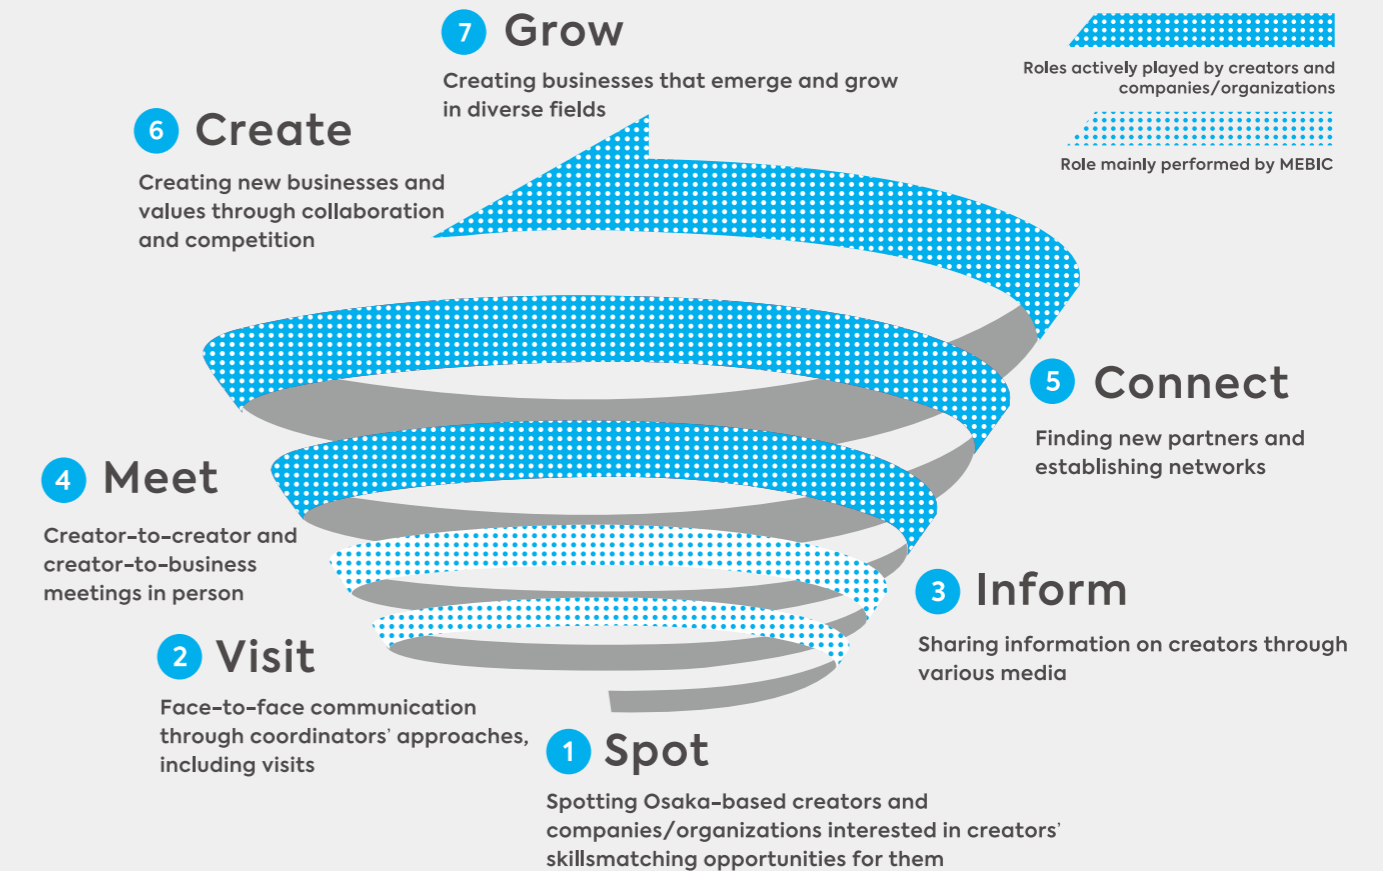 7 Grow
Creating businesses that emerge and grow
in diverse fields
Roles actively played by creators and
companies/organizations
Role mainly performed by MEBIC
6 Create
Creating new businesses and
values through collaboration
and competition
5 Connect
Finding new partners and
establishing networks
4 Meet
Creator-to-creator and
creator-to-business
meetings in person
3 Inform
Sharing information on creators through
various media
2 Visit
Face-to-face communication
through coordinators’ approaches,
including visits
1 Spot
Spotting Osaka-based creators and
companies/organizations interested in creators’
skillsmatching opportunities for them